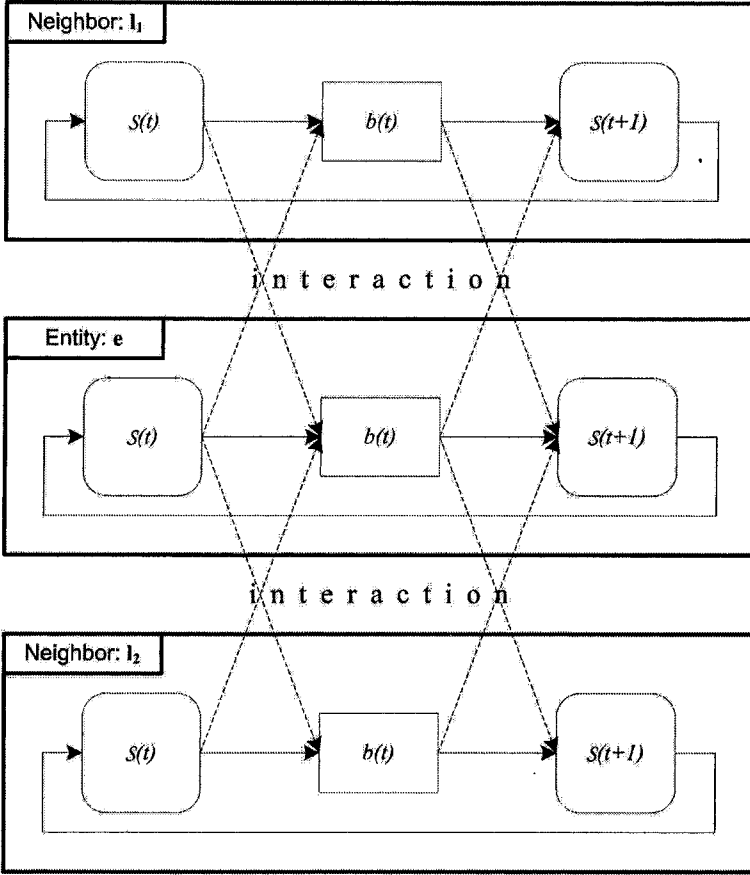 Neighbor: l₁
S(t) b(t) S(t+1)
interaction
Entity: e
S(t) b(t) S(t+1)
interaction
Neighbor: l₂
S(t) b(t) S(t+1)